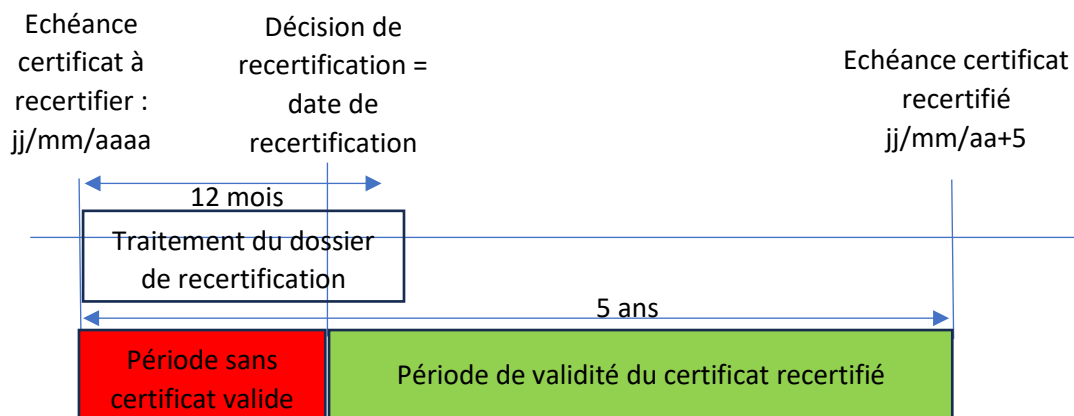 Echéance
certificat à
recertifier :
jj/mm/aaaa
Décision de
recertification =
date de
recertification
Echéance certificat
recertifié
jj/mm/aa+5
12 mois
Traitement du dossier
de recertification
5 ans
Période sans
certificat valide
Période de validité du certificat recertifié